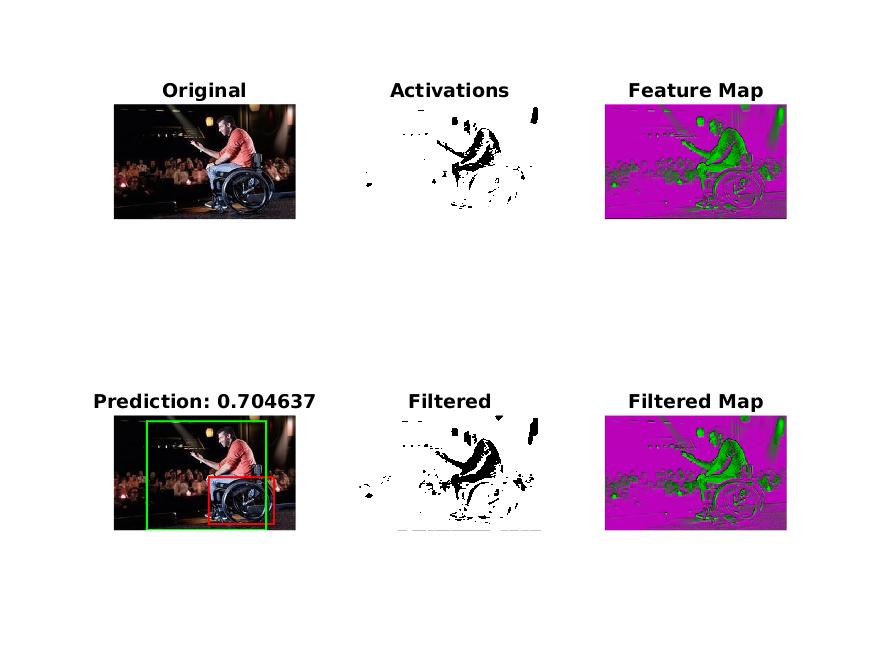 Original
Activations
Feature Map
Prediction: 0.704637
Filtered
Filtered Map